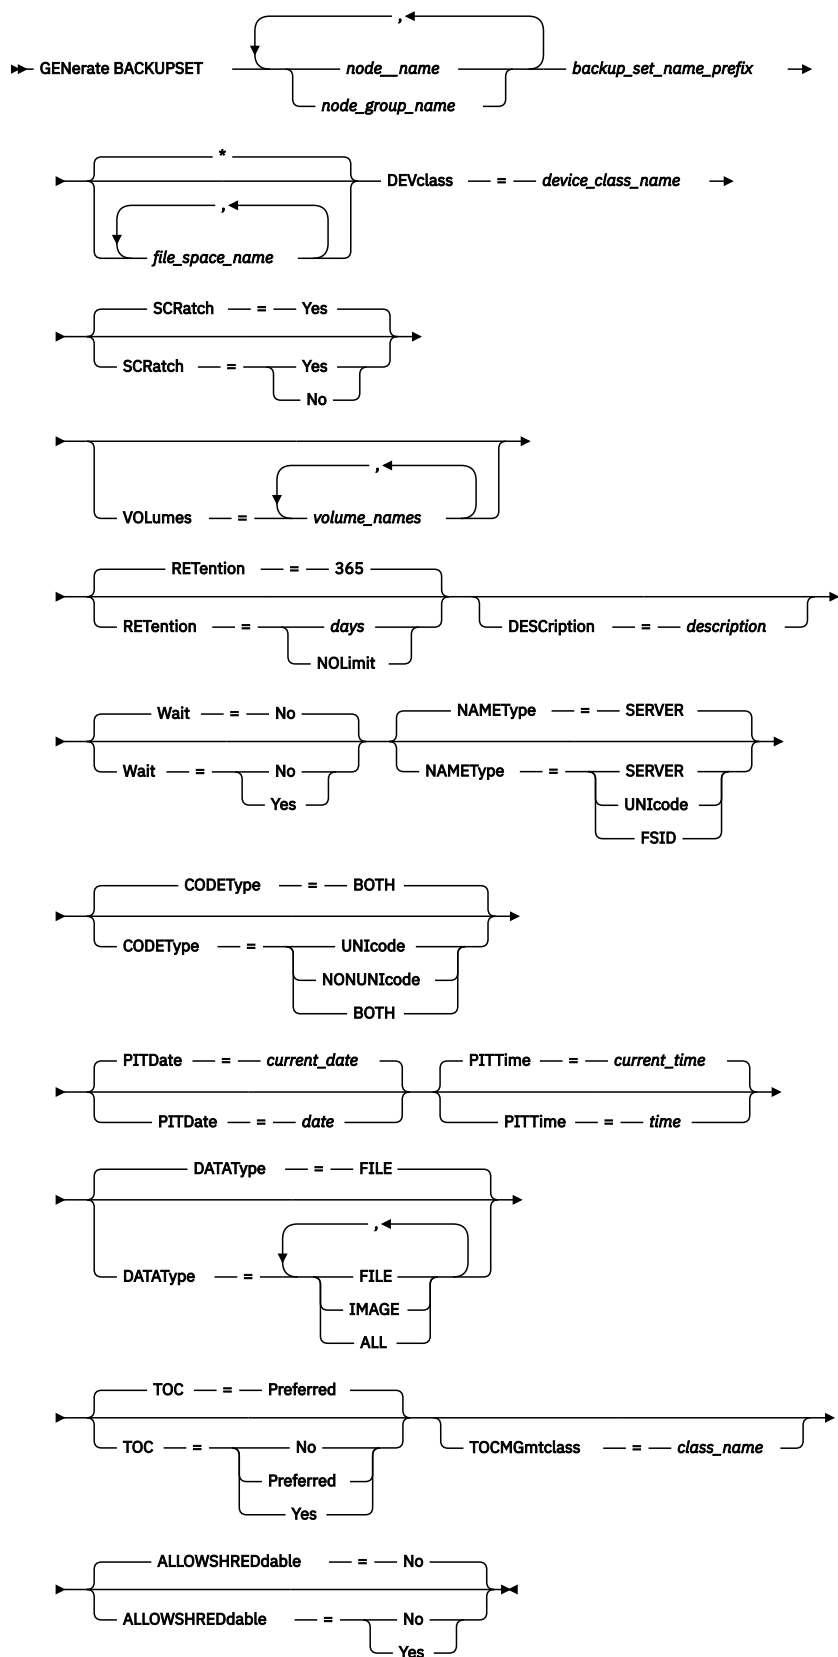 ,
GENerate BACKUPSET node__name backup_set_name_prefix
node_group_name
*
DEVclass = device_class_name
,
file_space_name
SCRatch = Yes
SCRatch = Yes
No
,
VOLumes = volume_names
RETention = 365
RETention = days DESCription = description
NOLimit
Wait = No NAMEType = SERVER
Wait = No NAMEType = SERVER
Yes UNIcode
FSID
CODEType = BOTH
CODEType = UNIcode
NONUNIcode
BOTH
PITDate = current_date PITTime = current_time
PITDate = date PITTime = time
DATAType = FILE
,
DATAType = FILE
IMAGE
ALL
TOC = Preferred
TOC = No TOCMGmtclass = class_name
Preferred
Yes
ALLOWSHREDdable = No
ALLOWSHREDdable = No
Yes